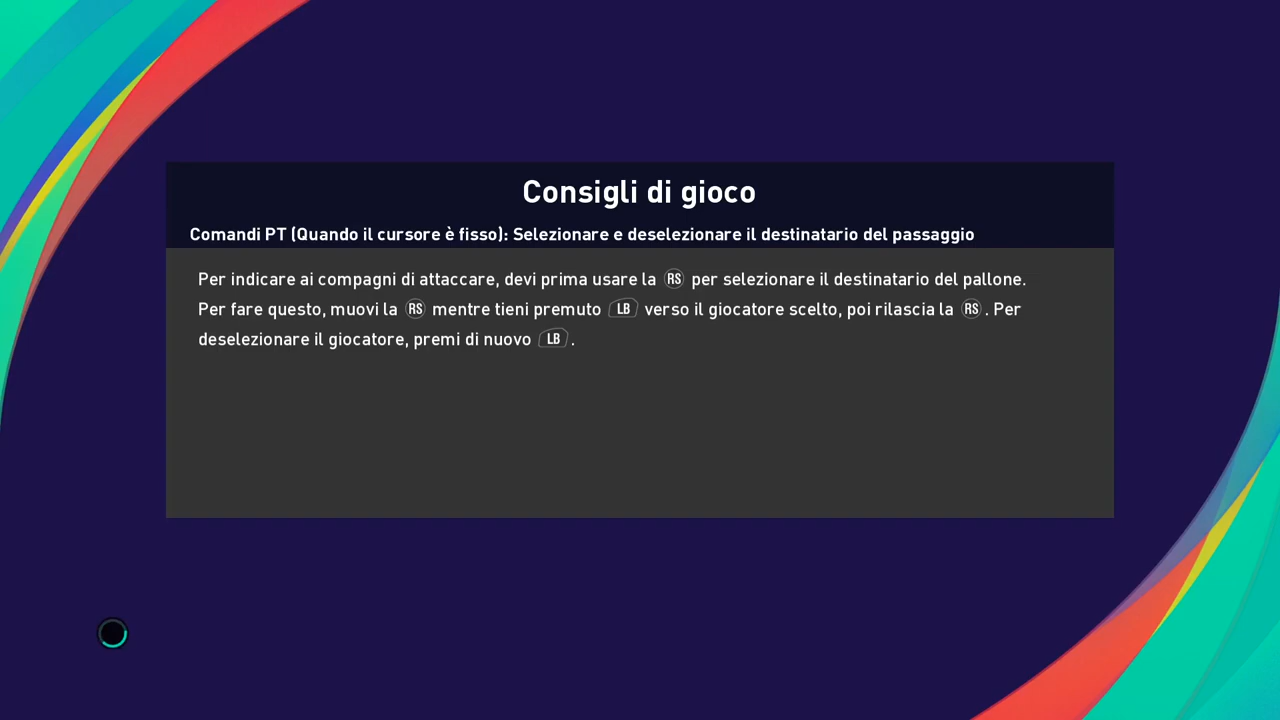 Consigli di gioco
Comandi PT (Quando il cursore è fisso): Selezionare e deselezionare il destinatario del passaggio
Per indicare ai compagni di attaccare, devi prima usare la RS per selezionare il destinatario del pallone.
Per fare questo, muovi la RS mentre tieni premuto LB verso il giocatore scelto, poi rilascia la RS. Per
deselezionare il giocatore, premi di nuovo LB.